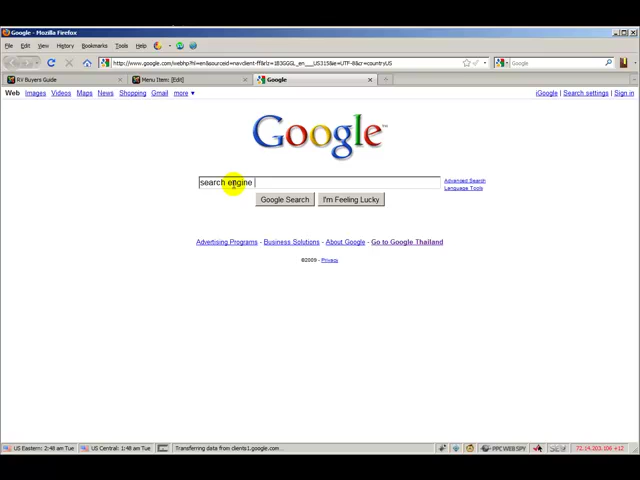 Google - Mozilla Firefox
File Edit View History Bookmarks Tools Help
http://www.google.com/webhp?hl=en&sourceid=navclient-ff&rlz=1B3GGGL_en___US315&ie=UTF-8&cr=countryUS
Google
RV Buyers Guide
Menu Item: [Edit]
Google
Web Images Videos Maps News Shopping Gmail more ▼
iGoogle | Search settings | Sign in
Google™
search engine
Advanced Search
Language Tools
Google Search
I'm Feeling Lucky
Advertising Programs - Business Solutions - About Google - Go to Google Thailand
©2009 - Privacy
US Eastern: 2:48 am Tue
US Central: 1:48 am Tue
Transferring data from clients1.google.com...
PPC WEB SPY
72.14.203.106 +12